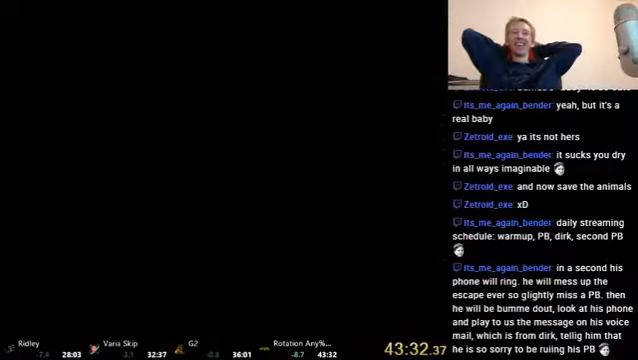 Its_me_again_bender: yeah, but it's a
real baby
Zetroid_exe: ya its not hers
Its_me_again_bender: it sucks you dry
in all ways imaginable
Zetroid_exe: and now save the animals
Zetroid_exe: xD
Its_me_again_bender: daily streaming
schedule: warmup, PB, dirk, second PB
Its_me_again_bender: in a second his
phone will ring. he will mess up the
escape ever so glightly miss a PB. then
he will be bumme dout, look at his phone
and play to us the message on his voice
mail, which is from dirk, tellig him that
he is so sorry to be ruiing his PB
Ridley -7.4 28:03
Varia Skip -3.1 32:37
G2 -0.8 36:01
Rotation Any%... -8.7 43:32
43:32.37